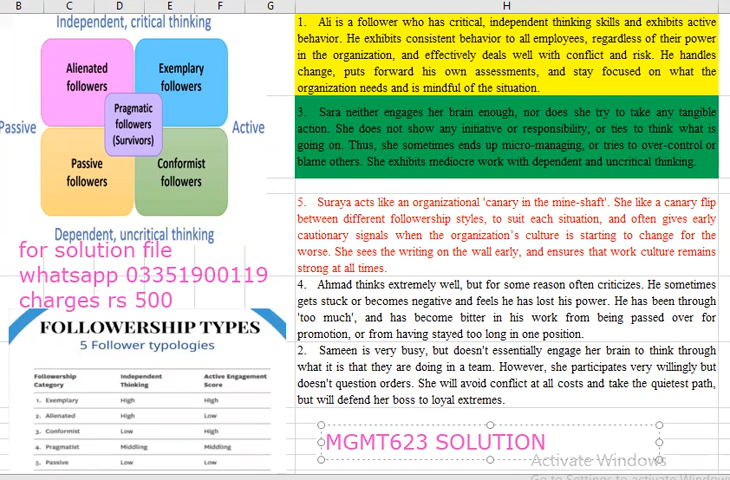 B C D E F G H
Independent, critical thinking
Alienated
followers
Exemplary
followers
Pragmatic
followers
(Survivors)
Passive
Active
Passive
followers
Conformist
followers
Dependent, uncritical thinking
for solution file
whatsapp 03351900119
charges rs 500
FOLLOWERSHIP TYPES
5 Follower typologies
Followership Category Independent Thinking Active Engagement Score
1. Exemplary High High
2. Alienated High Low
3. Conformist Low High
4. Pragmatist Middling Middling
5. Passive Low Low
1. Ali is a follower who has critical, independent thinking skills and exhibits active
behavior. He exhibits consistent behavior to all employees, regardless of their power
in the organization, and effectively deals well with conflict and risk. He handles
change, puts forward his own assessments, and stay focused on what the
organization needs and is mindful of the situation.
3. Sara neither engages her brain enough, nor does she try to take any tangible
action. She does not show any initiative or responsibility, or ties to think what is
going on. Thus, she sometimes ends up micro-managing, or tries to over-control or
blame others. She exhibits mediocre work with dependent and uncritical thinking.
5. Suraya acts like an organizational 'canary in the mine-shaft'. She like a canary flip
between different followership styles, to suit each situation, and often gives early
cautionary signals when the organization's culture is starting to change for the
worse. She sees the writing on the wall early, and ensures that work culture remains
strong at all times.
4. Ahmad thinks extremely well, but for some reason often criticizes. He sometimes
gets stuck or becomes negative and feels he has lost his power. He has been through
'too much', and has become bitter in his work from being passed over for
promotion, or from having stayed too long in one position.
2. Sameen is very busy, but doesn't essentially engage her brain to think through
what it is that they are doing in a team. However, she participates very willingly but
doesn't question orders. She will avoid conflict at all costs and take the quietest path,
but will defend her boss to loyal extremes.
MGMT623 SOLUTION
Activate Windows
Go to Settings to activate Windows